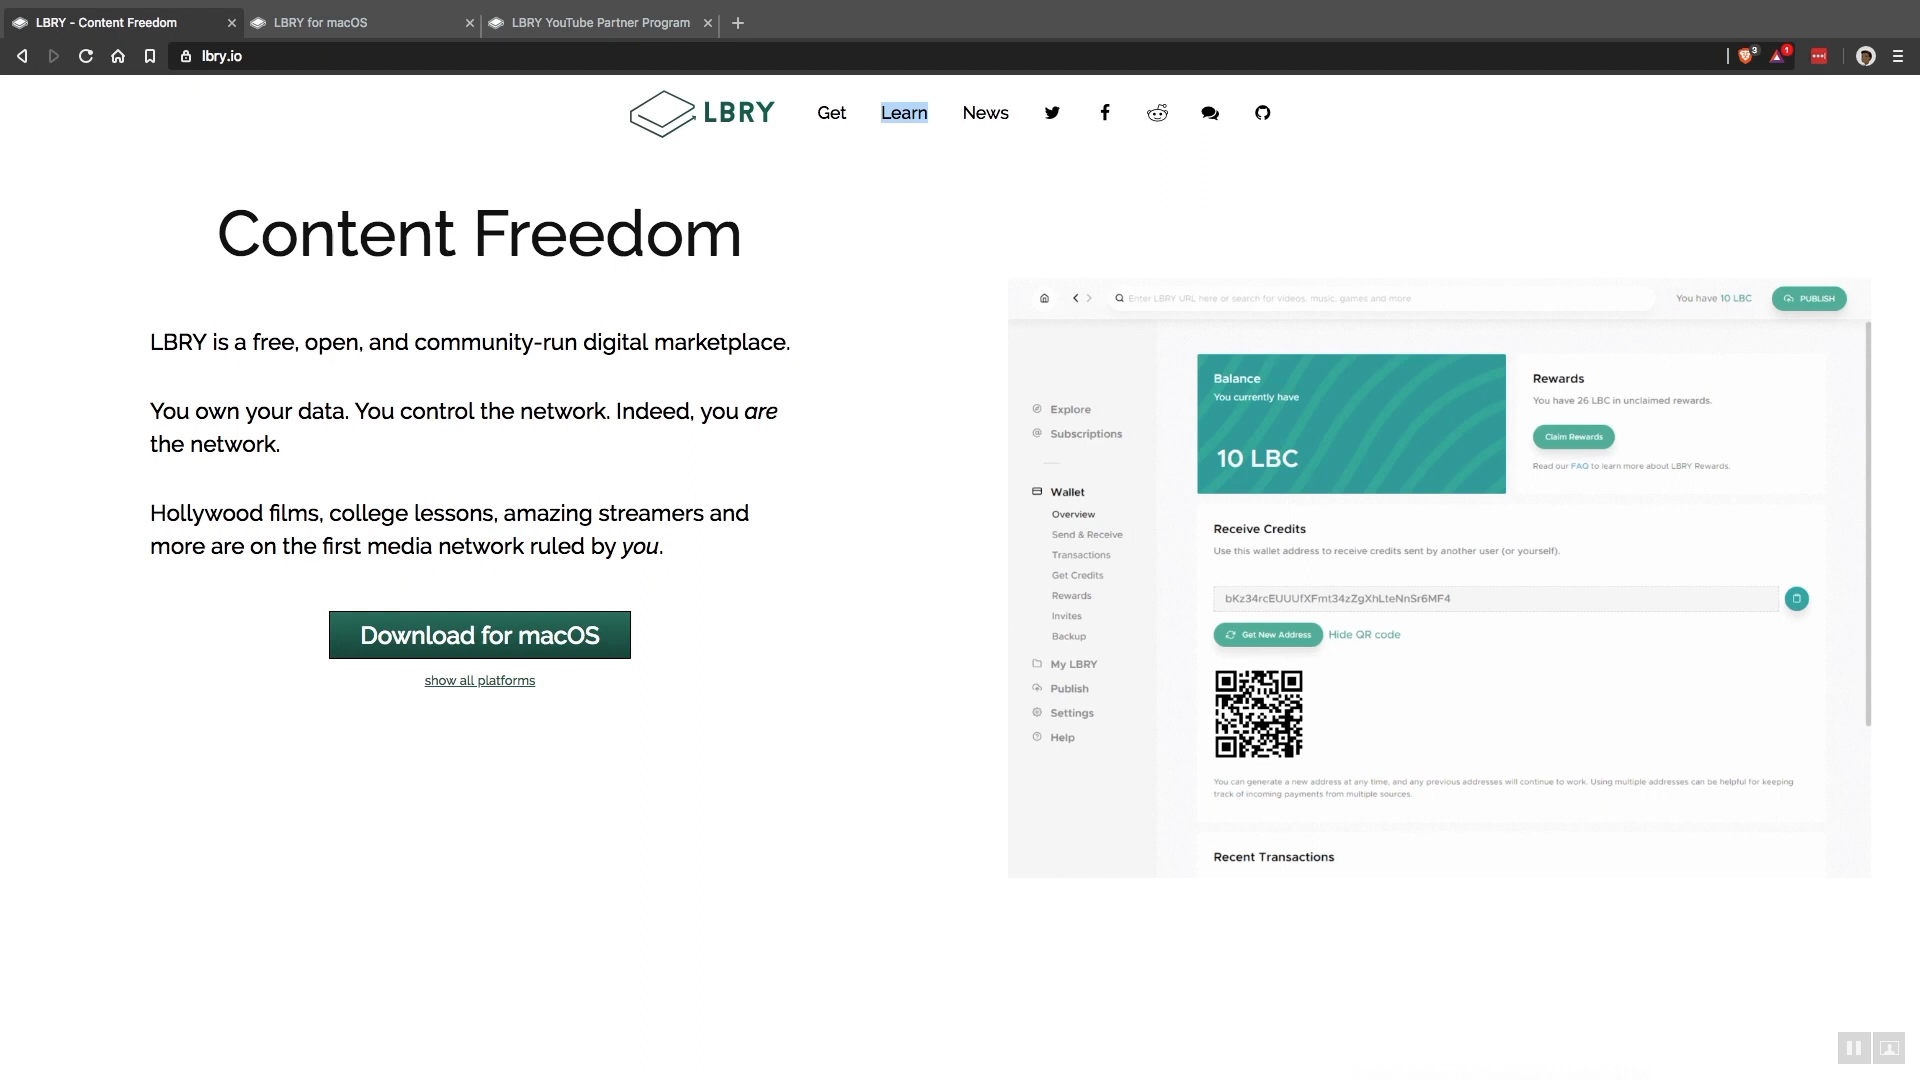 LBRY - Content Freedom
LBRY for macOS
LBRY YouTube Partner Program
lbry.io
3
1
LBRY
Get
Learn
News
Content Freedom
LBRY is a free, open, and community-run digital marketplace.
You own your data. You control the network. Indeed, you are
the network.
Hollywood films, college lessons, amazing streamers and
more are on the first media network ruled by you.
Download for macOS
show all platforms
Enter LBRY URL here or search for videos, music, games and more
You have 10 LBC
PUBLISH
Explore
Subscriptions
Wallet
Overview
Send & Receive
Transactions
Get Credits
Rewards
Invites
Backup
My LBRY
Publish
Settings
Help
Balance
You currently have
10 LBC
Rewards
You have 26 LBC in unclaimed rewards.
Claim Rewards
Read our FAQ to learn more about LBRY Rewards.
Receive Credits
Use this wallet address to receive credits sent by another user (or yourself).
bKz34rcEUUUfXFmt34zZgXhLteNnSr6MF4
Get New Address
Hide QR code
You can generate a new address at any time, and any previous addresses will continue to work. Using multiple addresses can be helpful for keeping
track of incoming payments from multiple sources.
Recent Transactions